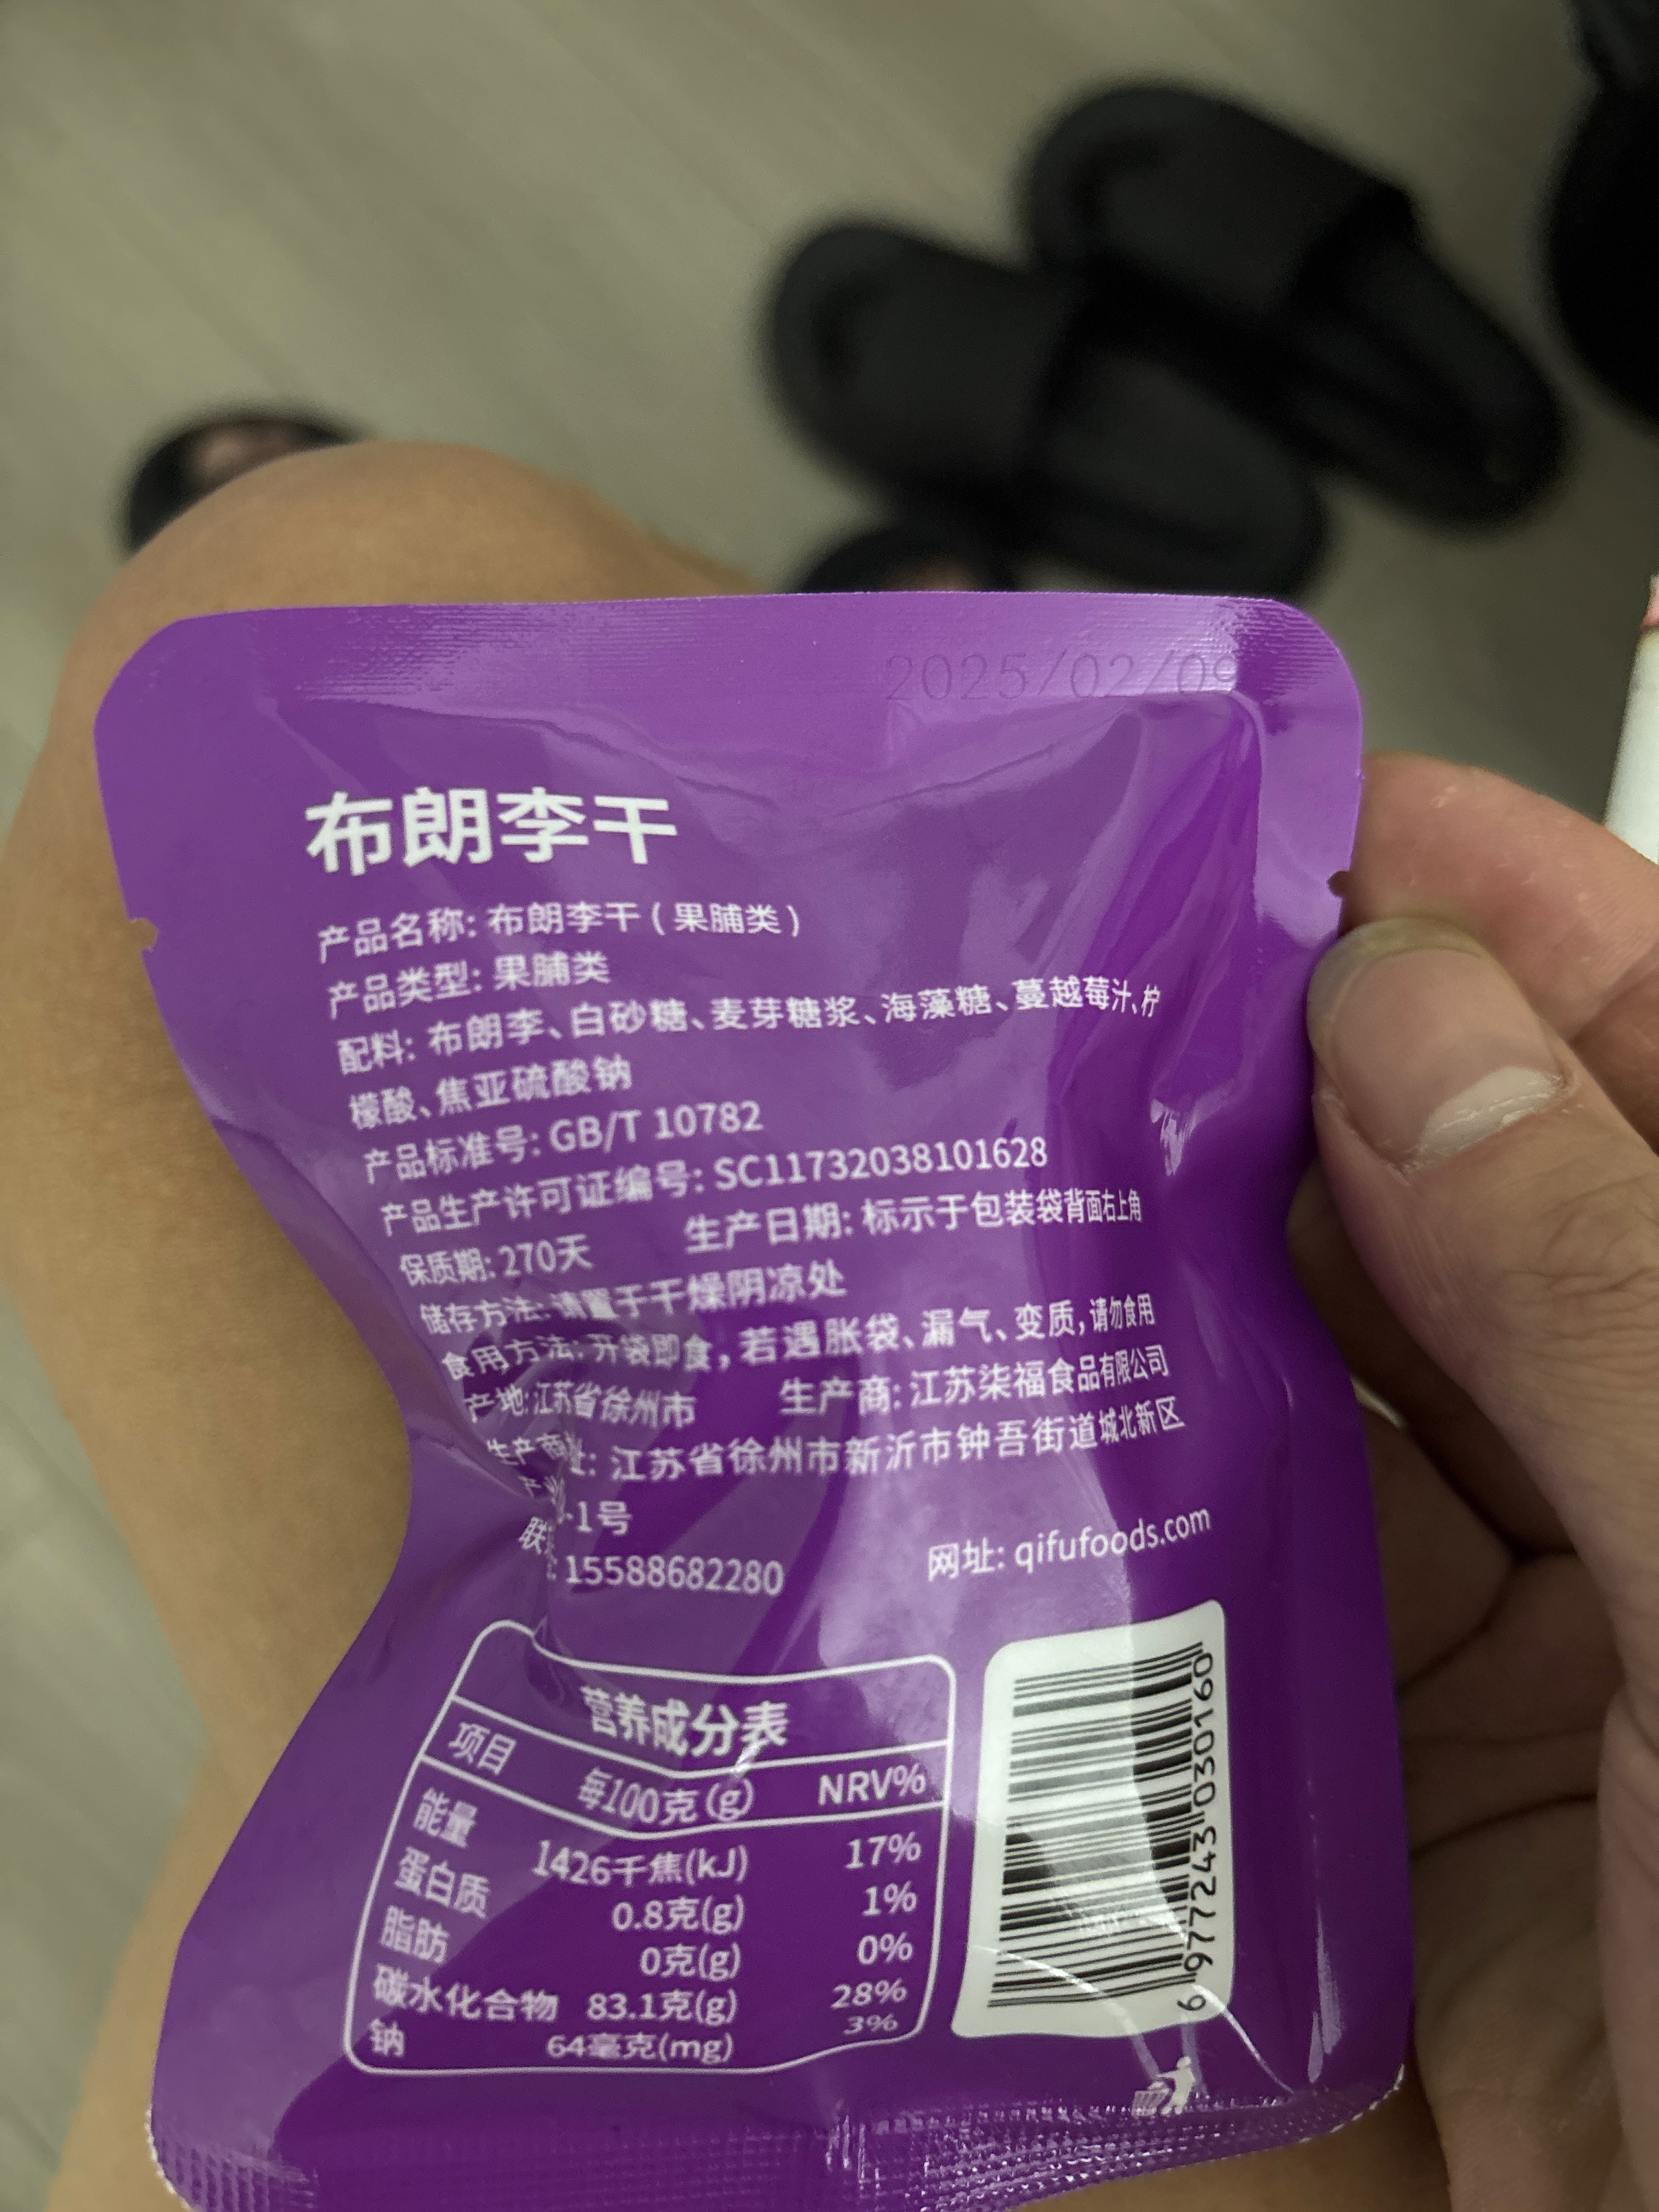 2025/02/09
布朗李干
产品名称: 布朗李干 ( 果脯类 )
产品类型: 果脯类
配料: 布朗李、白砂糖、麦芽糖浆、海藻糖、蔓越莓汁、柠
檬酸、焦亚硫酸钠
产品标准号: GB/T 10782
产品生产许可证编号: SC11732038101628
保质期: 270天 生产日期: 标示于包装袋背面右上角
储存方法: 请置于干燥阴凉处
食用方法: 开袋即食, 若遇胀袋、漏气、变质, 请勿食用
产地: 江苏省徐州市 生产商: 江苏柒福食品有限公司
生产商址: 江苏省徐州市新沂市钟吾街道城北新区
-1号
15588682280 网址: qifufoods.com
营养成分表
项目 每100克 (g) NRV%
能量 1426千焦(kJ) 17%
蛋白质 0.8克(g) 1%
脂肪 0克(g) 0%
碳水化合物 83.1克(g) 28%
钠 64毫克(mg) 3%
6 977243 030160